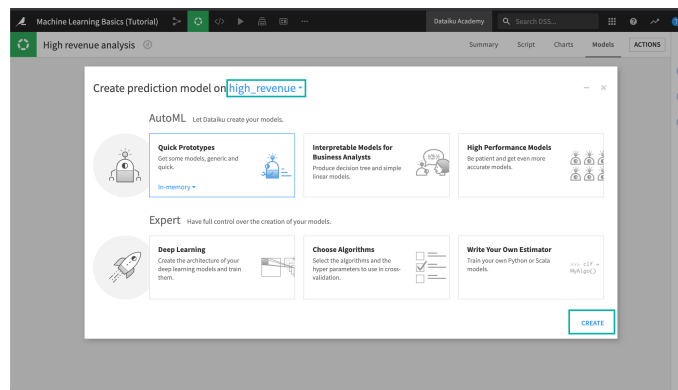 Machine Learning Basics (Tutorial)
Dataiku Academy
Search DSS...
High revenue analysis
Summary
Script
Charts
Models
ACTIONS
Create prediction model on high_revenue
AutoML Let Dataiku create your models.
Quick Prototypes
Get some models, generic and
quick.
In-memory
Interpretable Models for
Business Analysts
Produce decision tree and simple
linear models.
High Performance Models
Be patient and get even more
accurate models.
Expert Have full control over the creation of your models.
Deep Learning
Create the architecture of your
deep learning models and train
them.
Choose Algorithms
Select the algorithms and the
hyper parameters to use in cross-
validation.
Write Your Own Estimator
Train your own Python or Scala
models.
>>> clf =
MyAlgo()
CREATE